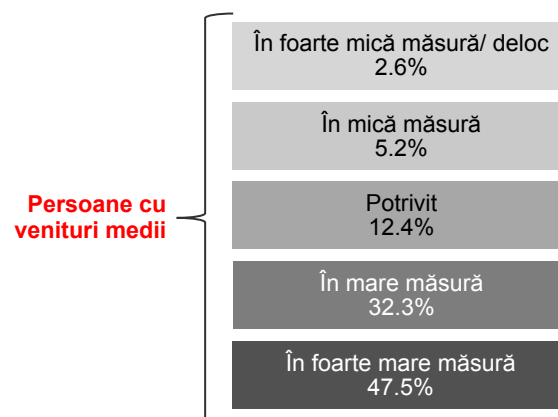 În foarte mică măsură/ deloc
2.6%
În mică măsură
5.2%
Persoane cu
venituri medii
Potrivit
12.4%
În mare măsură
32.3%
În foarte mare măsură
47.5%